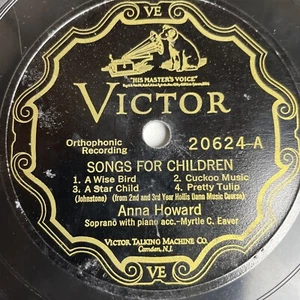 VE
"HIS MASTER'S VOICE"
VICTOR
Orthophonic
Recording
20624-A
SONGS FOR CHILDREN
1. A Wise Bird 2. Cuckoo Music
3. A Star Child 4. Pretty Tulip
(Johnstone) (from 2nd and 3rd Year Hollis Dann Music Course)
Anna Howard
Soprano with piano acc.-Myrtle C. Eaver
VICTOR TALKING MACHINE CO.
Camden, N.J.
VE